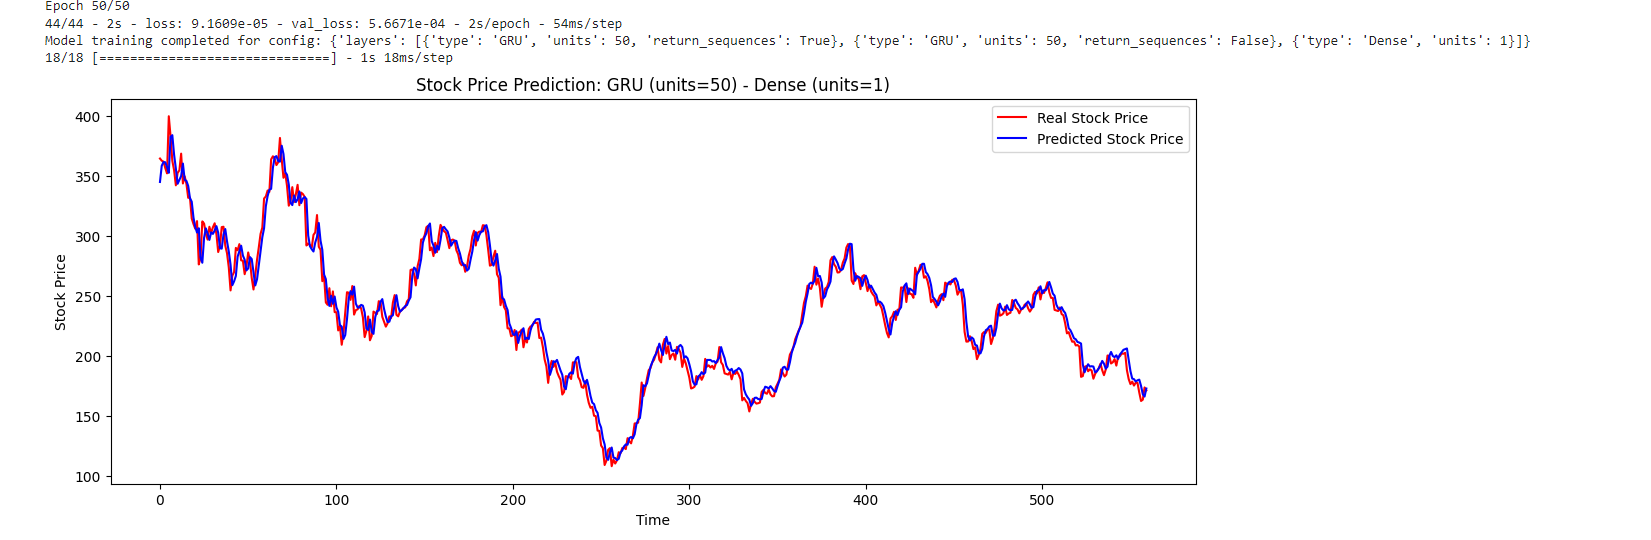 Epoch 50/50
44/44 - 2s - loss: 9.1609e-05 - val_loss: 5.6671e-04 - 2s/epoch - 54ms/step
Model training completed for config: {'layers': [{'type': 'GRU', 'units': 50, 'return_sequences': True}, {'type': 'GRU', 'units': 50, 'return_sequences': False}, {'type': 'Dense', 'units': 1}]}
18/18 [==============================] - 1s 18ms/step
Stock Price Prediction: GRU (units=50) - Dense (units=1)
Real Stock Price
Predicted Stock Price
Stock Price
400
350
300
250
200
150
100
0 100 200 300 400 500
Time